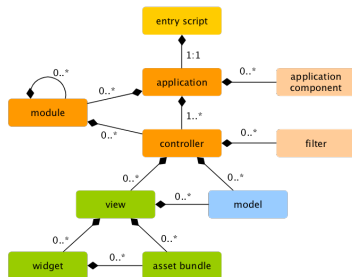 entry script
1:1
application
0..*
application
component
0..*
0..*
module
0..*
1..*
controller
0..*
filter
0..*
0..*
view
0..*
model
0..*
0..*
widget
0..*
asset bundle